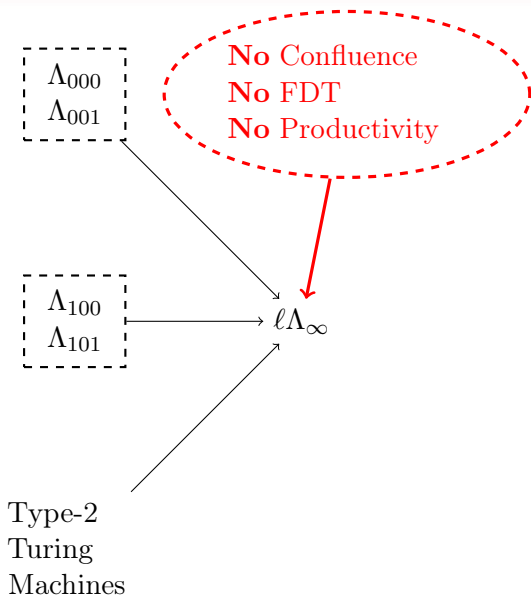 No Confluence
No FDT
No Productivity
Λ₀₀₀
Λ₀₀₁
Λ₁₀₀
Λ₁₀₁
ℓΛ∞
Type-2
Turing
Machines